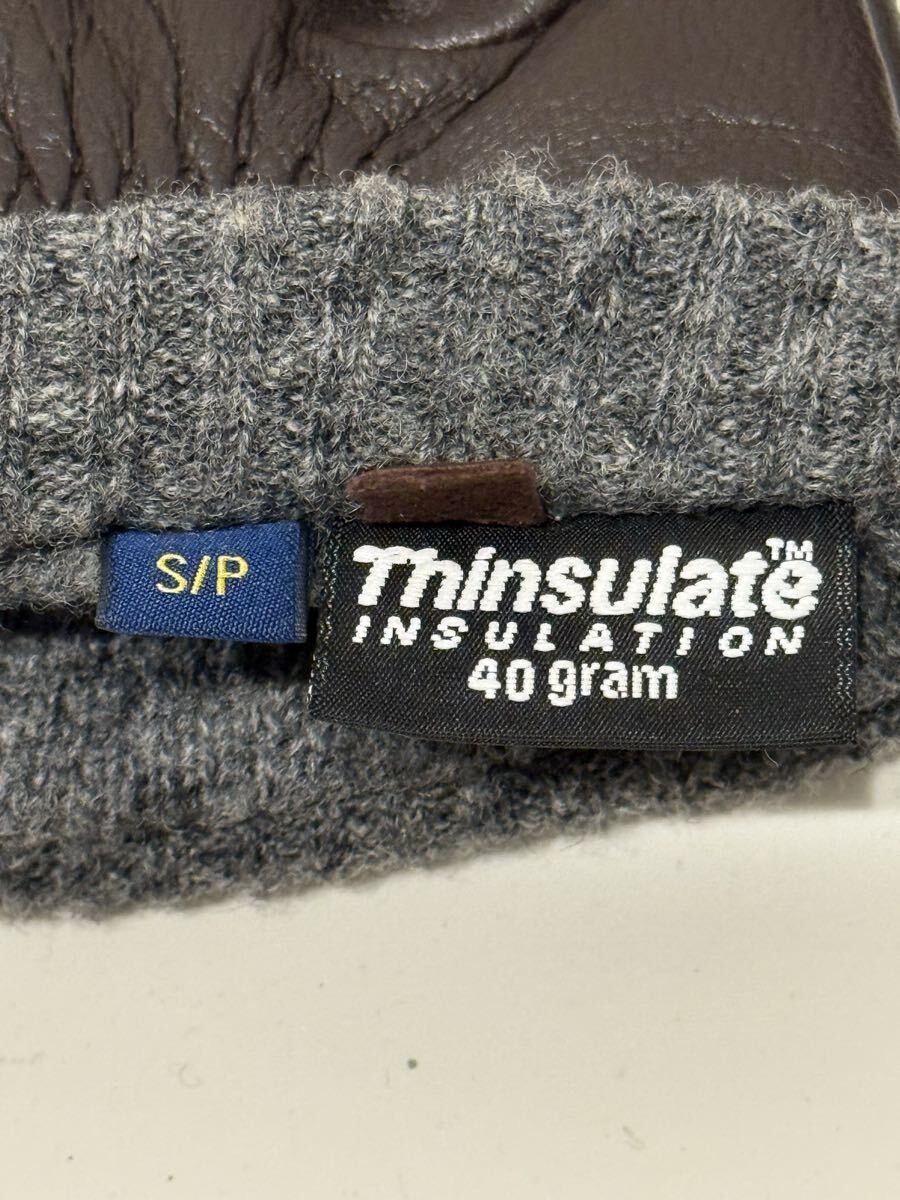 S/P
Thinsulate™
INSULATION
40 gram